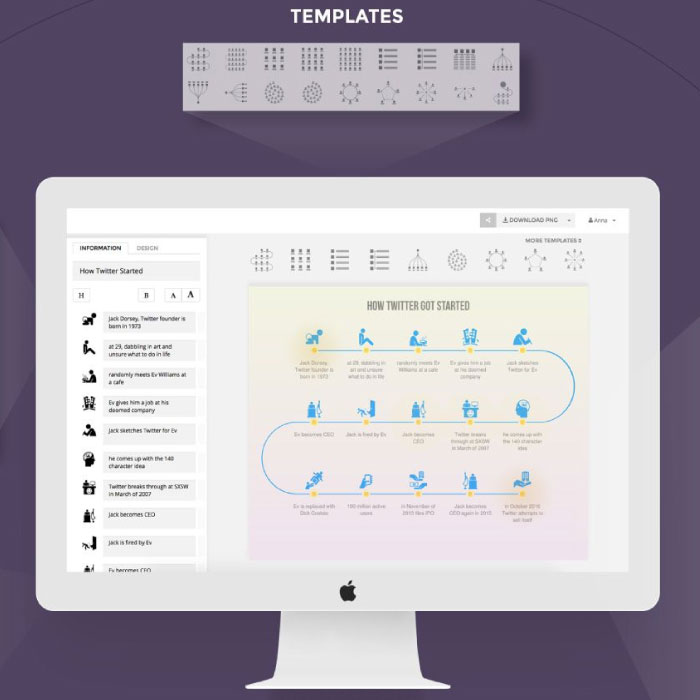 TEMPLATES
DOWNLOAD PNG
Anna
INFORMATION
DESIGN
MORE TEMPLATES
How Twitter Started
H
B
A
A
Jack Dorsey, Twitter founder is
born in 1973
at 29, dabbling in art and
unsure what to do in life
randomly meets Ev Williams at
a cafe
Ev gives him a job at his
doomed company
Jack sketches Twitter for Ev
he comes up with the 140
character idea
Twitter breaks through at SXSW
in March of 2007
Jack becomes CEO
Jack is fired by Ev
Ev becomes CEO
HOW TWITTER GOT STARTED
Jack Dorsey,
Twitter founder is
born in 1973
at 29, dabbling in
art and unsure
what to do in life
randomly meets Ev
Williams at a cafe
Ev gives him a job
at his doomed
company
Jack sketches
Twitter for Ev
Ev becomes CEO
Jack is fired by Ev
Jack becomes
CEO
Twitter breaks
through at SXSW
in March of 2007
he comes up with
the 140 character
idea
Ev is replaced with
Dick Costolo
100 million active
users
in November of
2013 files IPO
Jack becomes
CEO again in 2015
in October 2016
Twitter attempts to
sell itself